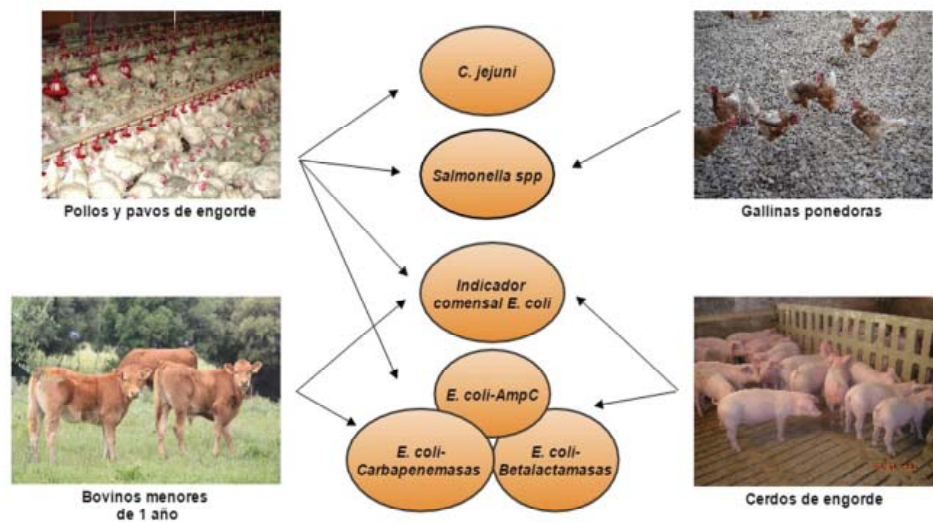 C. jejuni
Salmonella spp
Pollos y pavos de engorde
Gallinas ponedoras
Indicador
comensal E. coli
E. coli-AmpC
E. coli-
Carbapenemasas
E. coli-
Betalactamasas
Bovinos menores
de 1 año
Cerdos de engorde